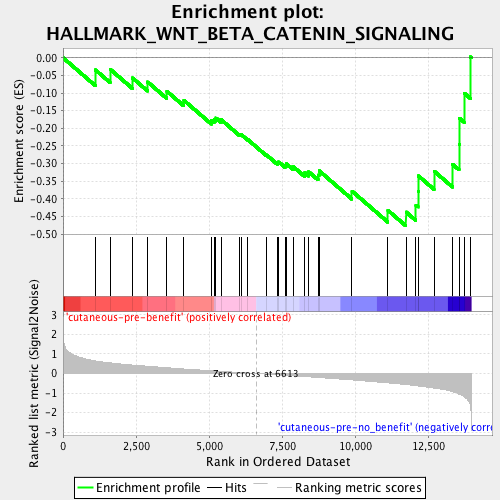 Enrichment plot:
HALLMARK_WNT_BETA_CATENIN_SIGNALING
Enrichment score (ES)
0.00
-0.05
-0.10
-0.15
-0.20
-0.25
-0.30
-0.35
-0.40
-0.45
-0.50
Ranked list metric (Signal2Noise)
3
2
1
0
-1
-2
-3
'cutaneous-pre-benefit' (positively correlated)
Zero cross at 6613
'cutaneous-pre-no_benefit' (negatively corre
0
2,500
5,000
7,500
10,000
12,500
Rank in Ordered Dataset
Enrichment profile
Hits
Ranking metric scores